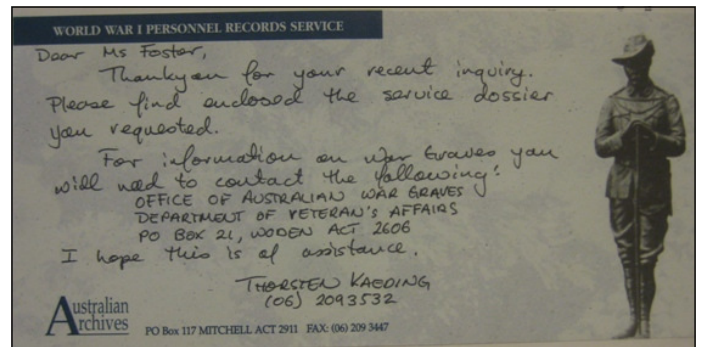 WORLD WAR I PERSONNEL RECORDS SERVICE
Dear Ms Foster,
Thankyou for your recent inquiry.
Please find enclosed the service dossier
you requested.
For information on War Graves you
will need to contact the following:
OFFICE OF AUSTRALIAN WAR GRAVES
DEPARTMENT OF VETERAN'S AFFAIRS
PO BOX 21, WODEN ACT 2606
I hope this is of assistance.
THORSTEN KAEDING
(06) 2093532
Australian
Archives
PO Box 117 MITCHELL ACT 2911 FAX: (06) 209 3447